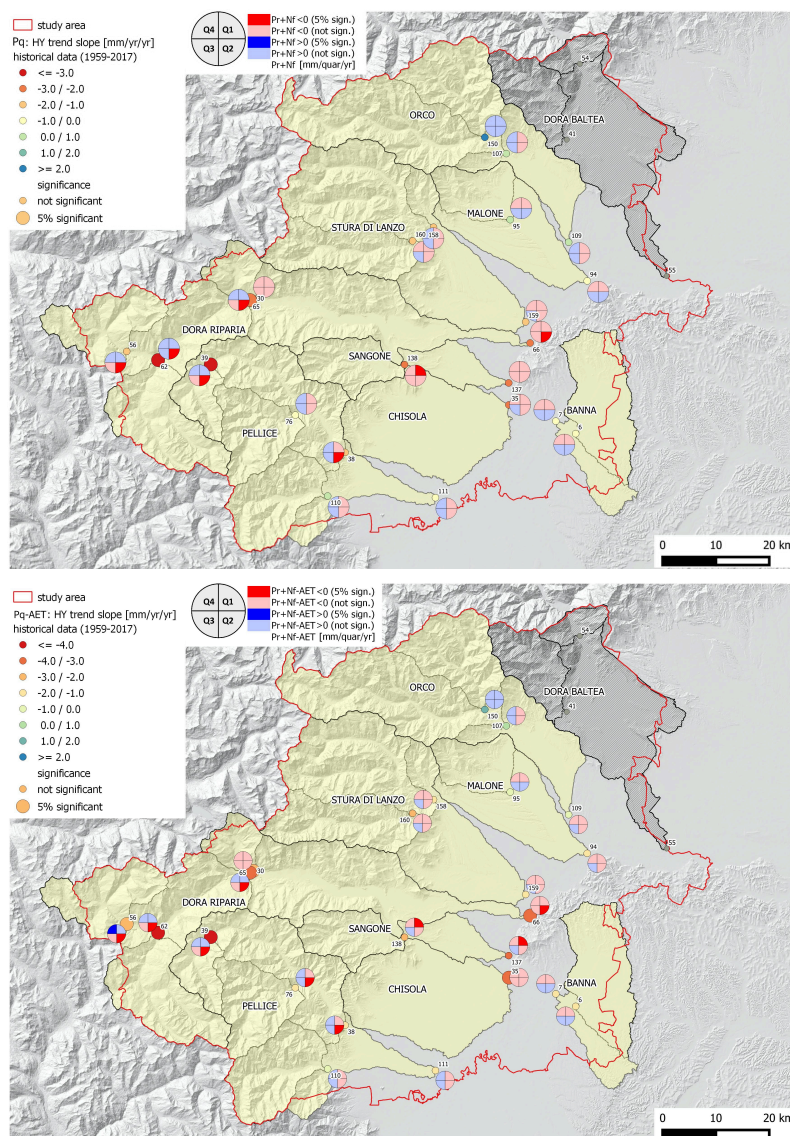 study area
Pq: HY trend slope [mm/yr/yr]
historical data (1959-2017)
<= -3.0
-3.0 / -2.0
-2.0 / -1.0
-1.0 / 0.0
0.0 / 1.0
1.0 / 2.0
>= 2.0
significance
not significant
5% significant
Q4 Q1
Q3 Q2
Pr+Nf<0 (5% sign.)
Pr+Nf<0 (not sign.)
Pr+Nf>0 (5% sign.)
Pr+Nf>0 (not sign.)
Pr+Nf [mm/quar/yr]
54
ORCO
DORA BALTEA
150
41
107
MALONE
STURA DI LANZO
160
158
95
109
94
55
30
65
159
DORA RIPARIA
56
62
39
SANGONE
138
66
137
35
CHISOLA
BANNA
7
6
PELLICE
76
38
110
111
0 10 20 km
study area
Pq-AET: HY trend slope [mm/yr/yr]
historical data (1959-2017)
<= -4.0
-4.0 / -3.0
-3.0 / -2.0
-2.0 / -1.0
-1.0 / 0.0
0.0 / 1.0
1.0 / 2.0
>= 2.0
significance
not significant
5% significant
Q4 Q1
Q3 Q2
Pr+Nf-AET<0 (5% sign.)
Pr+Nf-AET<0 (not sign.)
Pr+Nf-AET>0 (5% sign.)
Pr+Nf-AET>0 (not sign.)
Pr+Nf-AET [mm/quar/yr]
54
ORCO
DORA BALTEA
150
41
107
MALONE
STURA DI LANZO
158
95
160
109
94
55
65
30
159
DORA RIPARIA
56
62
39
SANGONE
138
66
137
35
CHISOLA
BANNA
7
6
PELLICE
76
38
110
111
0 10 20 km